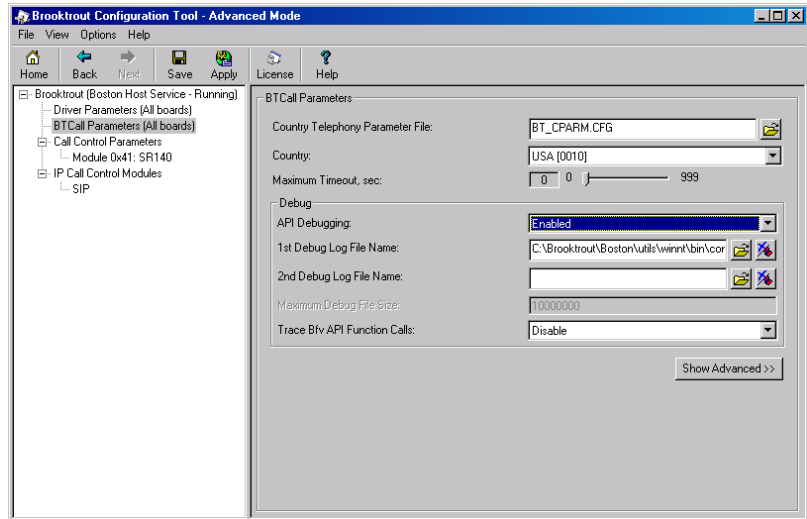 Brooktrout Configuration Tool - Advanced Mode
File View Options Help
Home Back Next Save Apply License Help
Brooktrout (Boston Host Service - Running)
Driver Parameters (All boards)
BTCall Parameters (All boards)
Call Control Parameters
Module 0x41: SR140
IP Call Control Modules
SIP
BTCall Parameters
Country Telephony Parameter File: BT_CPARM.CFG
Country: USA [0010]
Maximum Timeout, sec: 0 0 999
Debug
API Debugging: Enabled
1st Debug Log File Name: C:\Brooktrout\Boston\utils\winnt\bin\cor
2nd Debug Log File Name:
Maximum Debug File Size: 10000000
Trace Bfv API Function Calls: Disable
Show Advanced >>